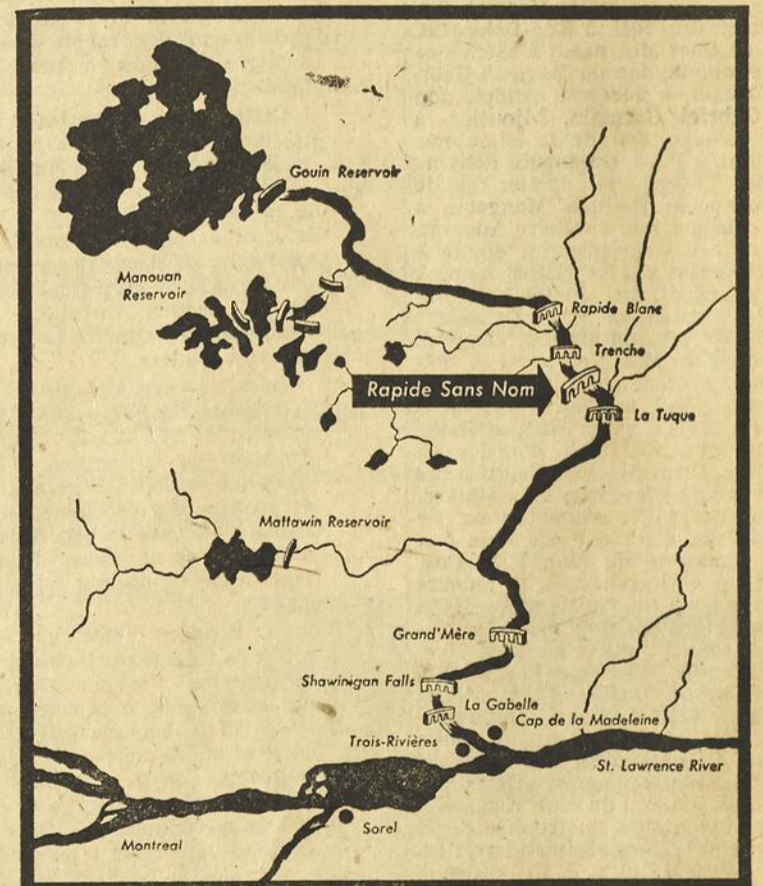 Gouin Reservoir
Manouan
Reservoir
Rapide Blanc
Trenche
Rapide Sans Nom
La Tuque
Mattawin Reservoir
Grand'Mère
Shawinigan Falls
La Gabelle
Cap de la Madeleine
Trois-Rivières
St. Lawrence River
Sorel
Montreal